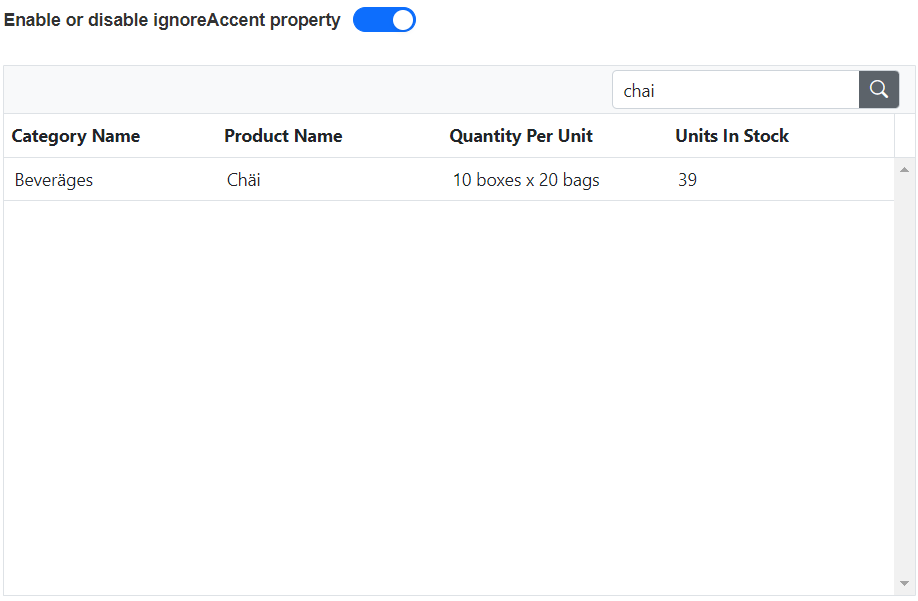 Enable or disable ignoreAccent property
chai
Category Name Product Name Quantity Per Unit Units In Stock
Beveräges Chäi 10 boxes x 20 bags 39